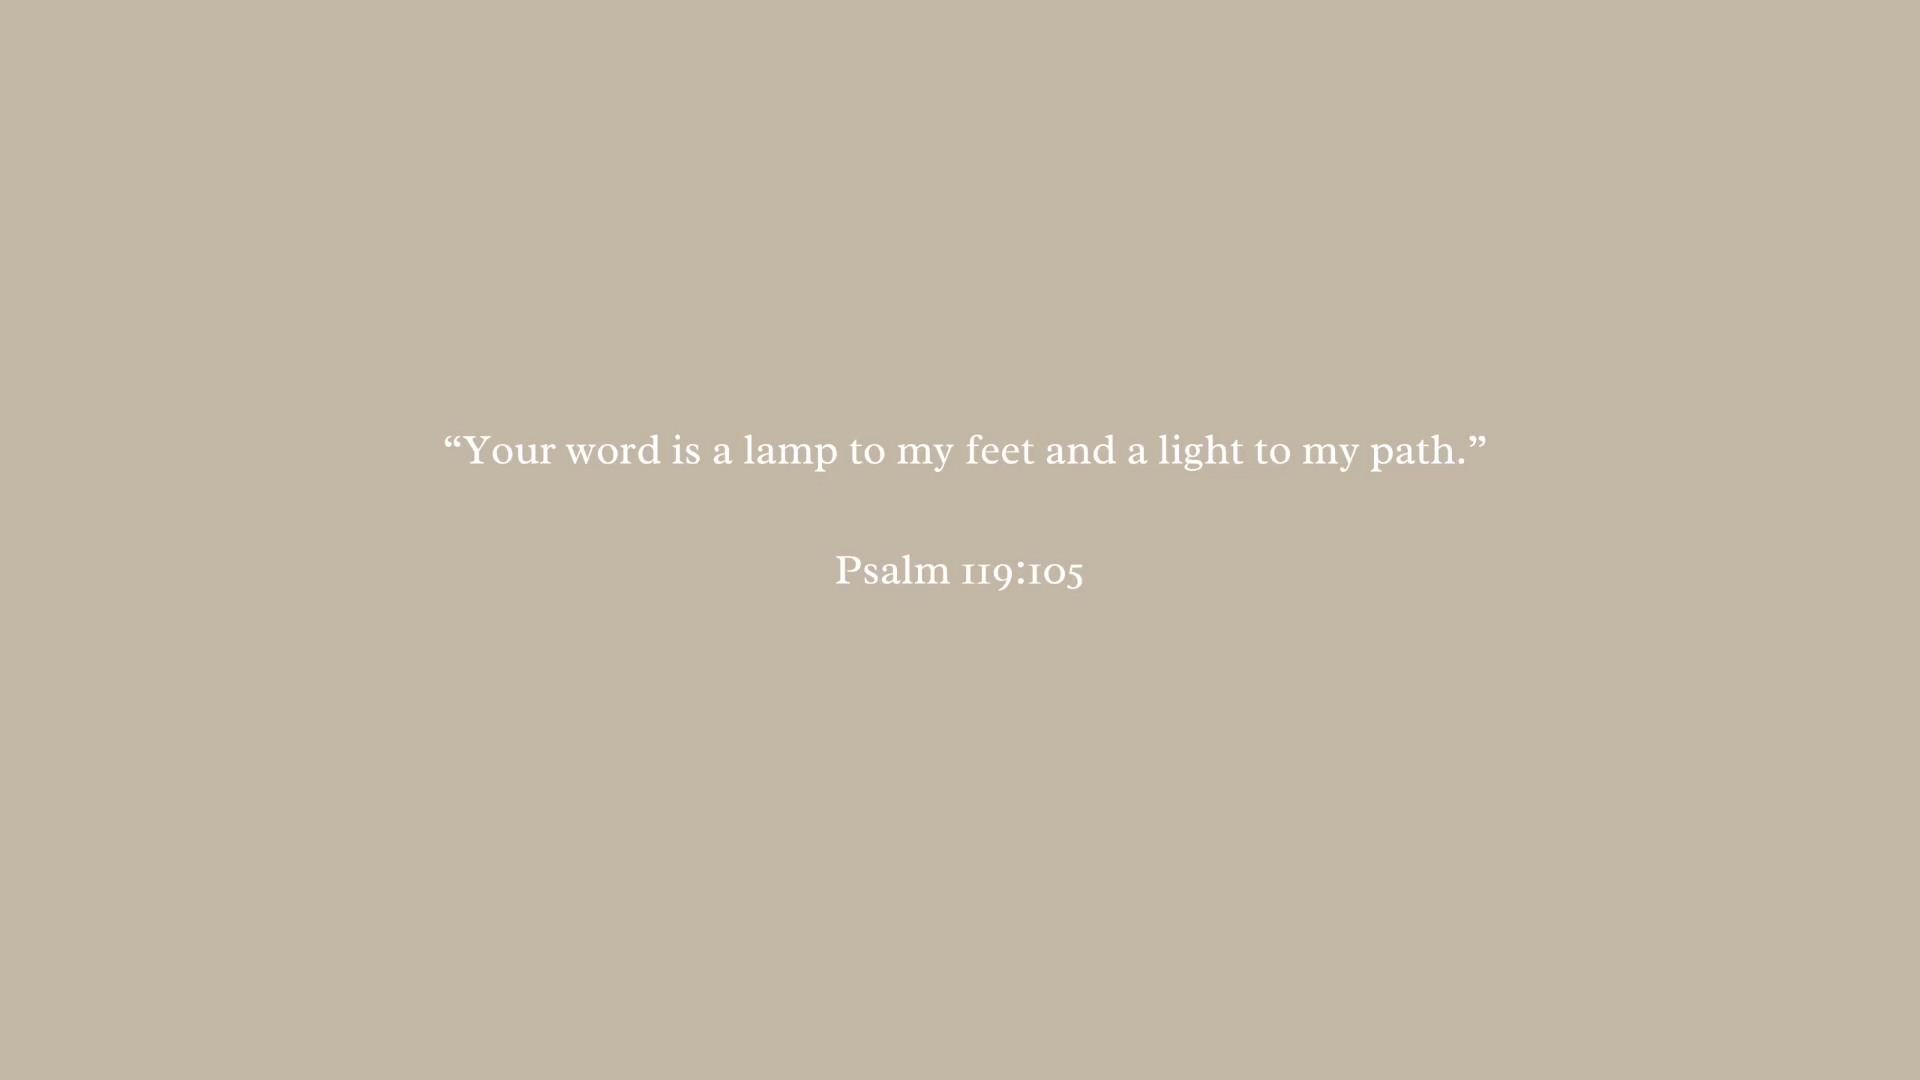 “Your word is a lamp to my feet and a light to my path.”
Psalm 119:105